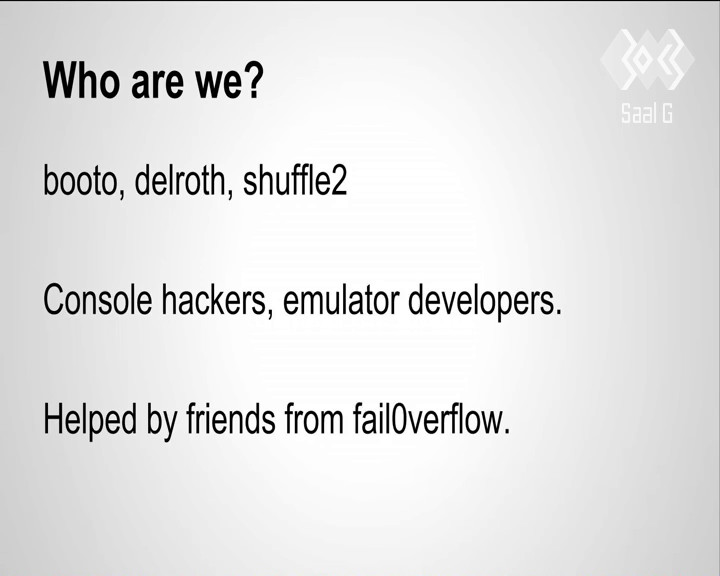 Who are we?
Saal G
booto, delroth, shuffle2
Console hackers, emulator developers.
Helped by friends from fail0verflow.